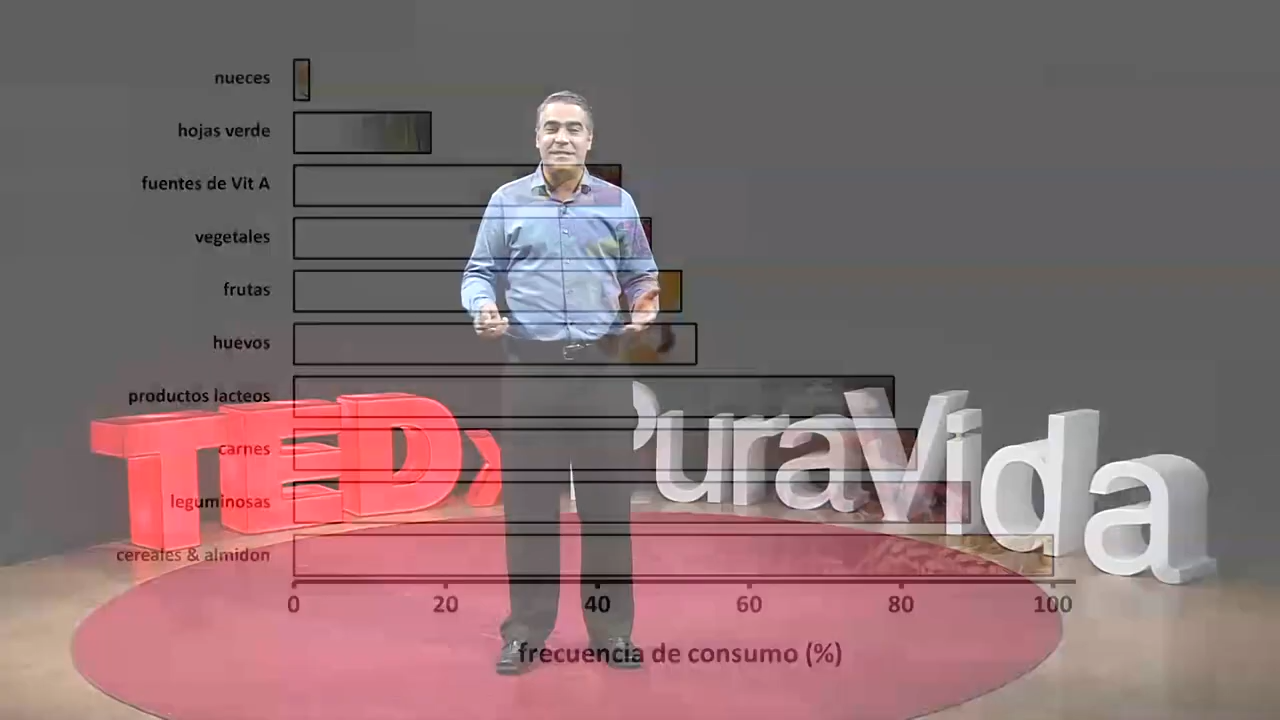 nueces
hojas verde
fuentes de Vit A
vegetales
frutas
huevos
productos lacteos
carnes
leguminosas
cereales & almidon
0 20 40 60 80 100
frecuencia de consumo (%)
TEDx PuraVida